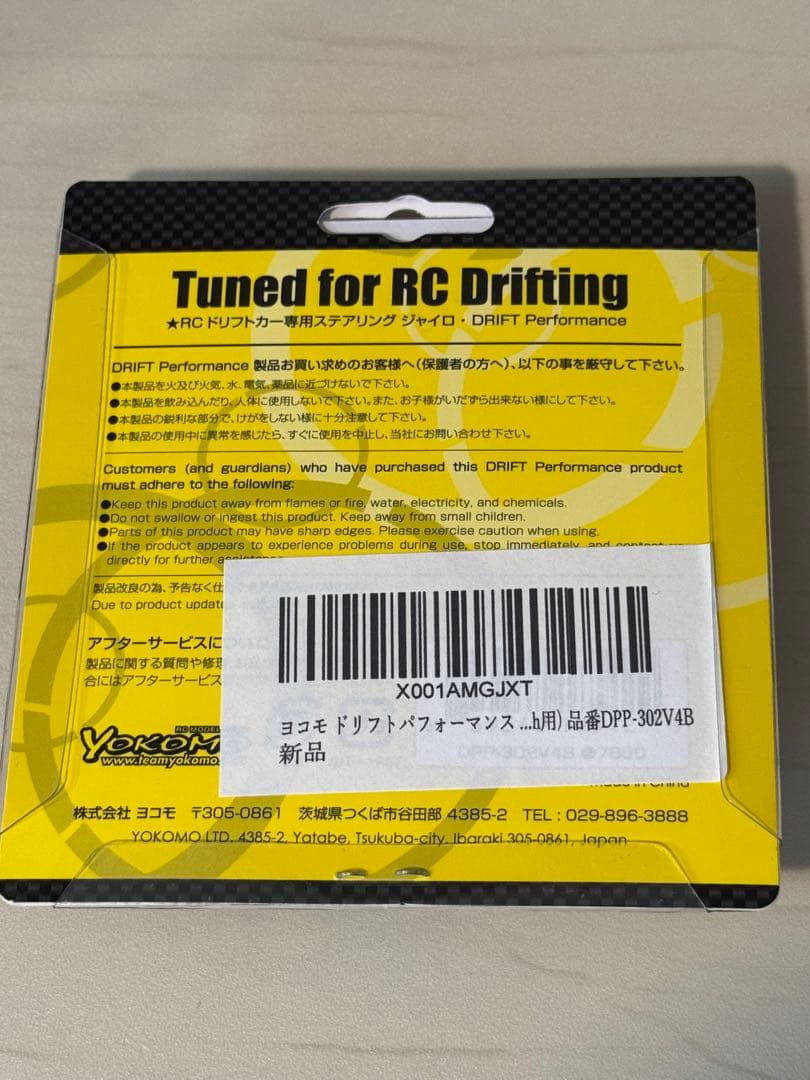 Tuned for RC Drifting
★RCドリフトカー専用ステアリング ジャイロ・DRIFT Performance
DRIFT Performance 製品お買い求めのお客様へ(保護者の方へ)、以下の事を厳守して下さい。
●本製品を火及び火気、水、電気、薬品に近づけないで下さい。
●本製品を飲み込んだり、人体に使用しないで下さい。また、お子様がいたずら出来ない様にして下さい。
●本製品の鋭利な部分で、けがをしない様に十分注意して下さい。
●本製品の使用中に異常を感じたら、すぐに使用を中止し、当社にお問い合わせ下さい。
Customers (and guardians) who have purchased this DRIFT Performance product
must adhere to the following:
●Keep this product away from flames or fire, water, electricity, and chemicals.
●Do not swallow or ingest this product. Keep away from small children.
●Parts of this product may have sharp edges. Please exercise caution when using.
●If the product appears to experience problems during use, stop immediately, and contact us
directly for further
製品改良の為、予告なく仕
Due to product
アフターサービスについて
製品に関する質問や修理
合にはアフターサービス
X001AMGJXT
ヨコモ ドリフトパフォーマンス ...h用) 品番DPP-302V4B
新品
DPP-302V4B
RC MODEL
YOKOMO
www.teamyokomo.
Made in China
株式会社 ヨコモ 〒305-0861 茨城県つくば市谷田部 4385-2 TEL : 029-896-3888
YOKOMO LTD. 4385-2, Yatabe, Tsukuba-city, Ibaraki 305-0861, Japan